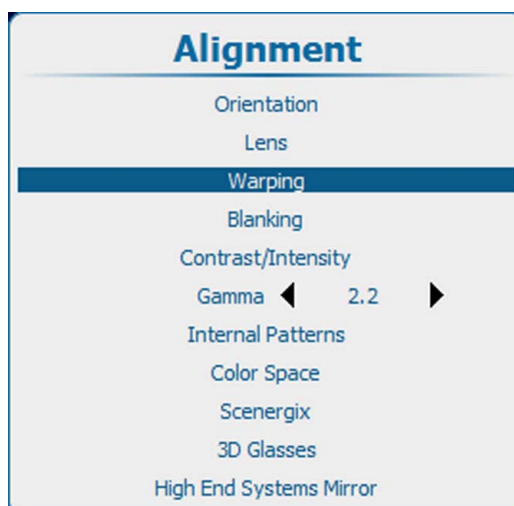 Alignment
Orientation
Lens
Warping
Blanking
Contrast/Intensity
Gamma 2.2
Internal Patterns
Color Space
Scenergix
3D Glasses
High End Systems Mirror